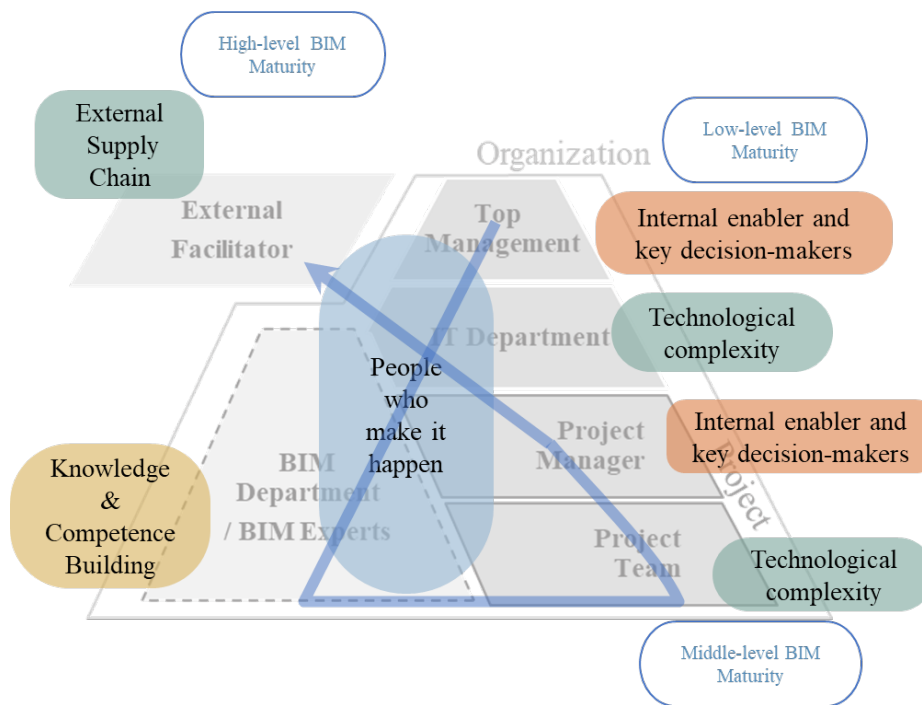 High-level BIM
Maturity
External
Supply
Chain
Low-level BIM
Maturity
Organization
External
Facilitator
Top
Management
Internal enabler and
key decision-makers
IT Department
Technological
complexity
People
who
make it
happen
Project
Manager
Internal enabler and
key decision-makers
Project
Knowledge
&
Competence
Building
BIM
Department
/ BIM Experts
Project
Team
Technological
complexity
Middle-level BIM
Maturity